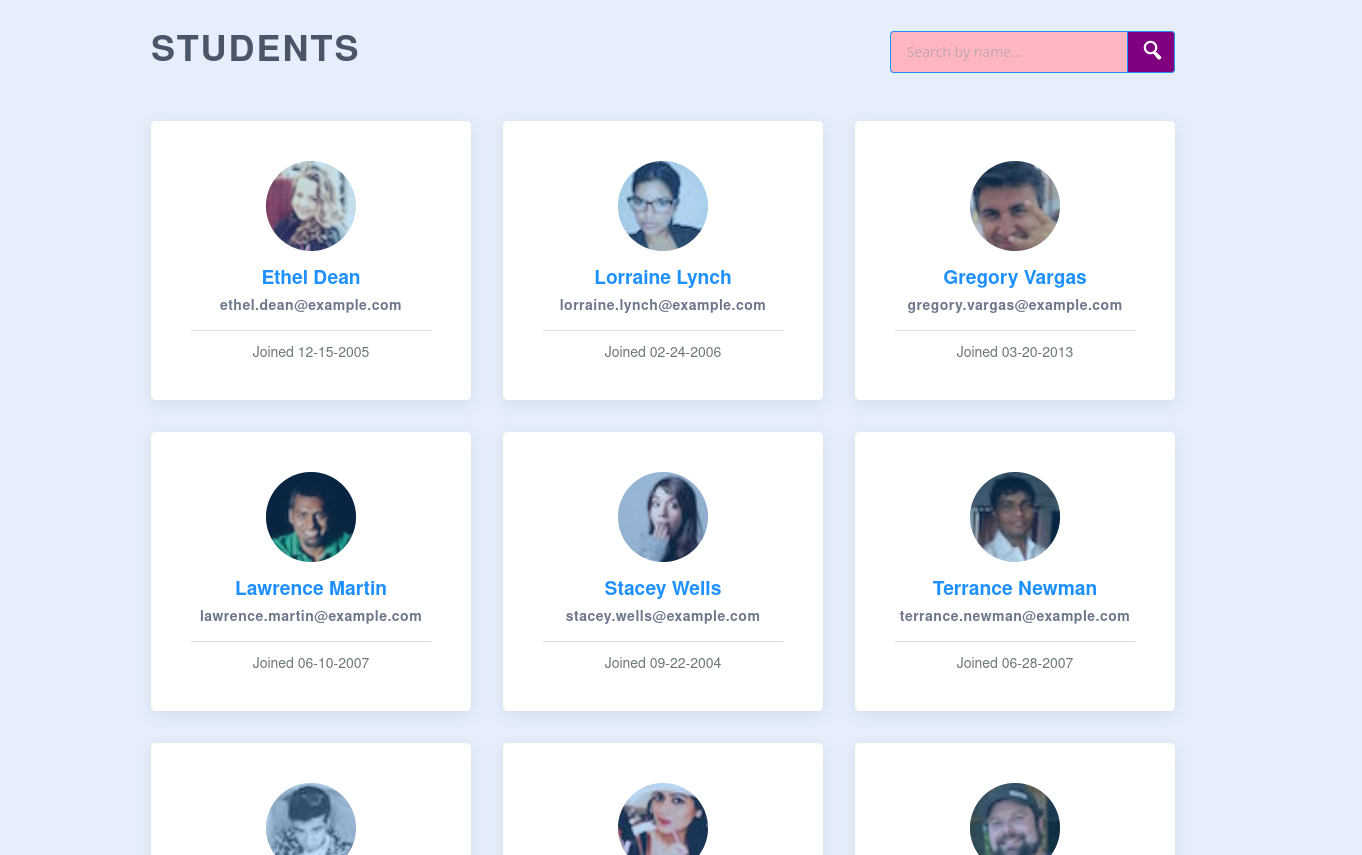 STUDENTS
Search by name...
Ethel Dean
ethel.dean@example.com
Joined 12-15-2005
Lorraine Lynch
lorraine.lynch@example.com
Joined 02-24-2006
Gregory Vargas
gregory.vargas@example.com
Joined 03-20-2013
Lawrence Martin
lawrence.martin@example.com
Joined 06-10-2007
Stacey Wells
stacey.wells@example.com
Joined 09-22-2004
Terrance Newman
terrance.newman@example.com
Joined 06-28-2007